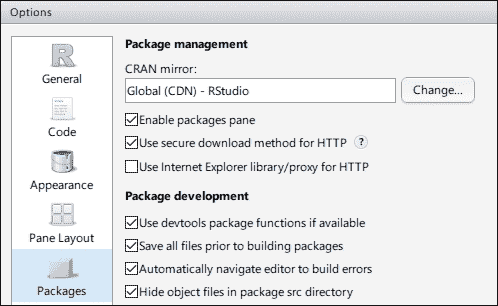 Options
General
Code
Appearance
Pane Layout
Packages
Package management
CRAN mirror:
Global (CDN) - RStudio
Change...
Enable packages pane
Use secure download method for HTTP ?
Use Internet Explorer library/proxy for HTTP
Package development
Use devtools package functions if available
Save all files prior to building packages
Automatically navigate editor to build errors
Hide object files in package src directory